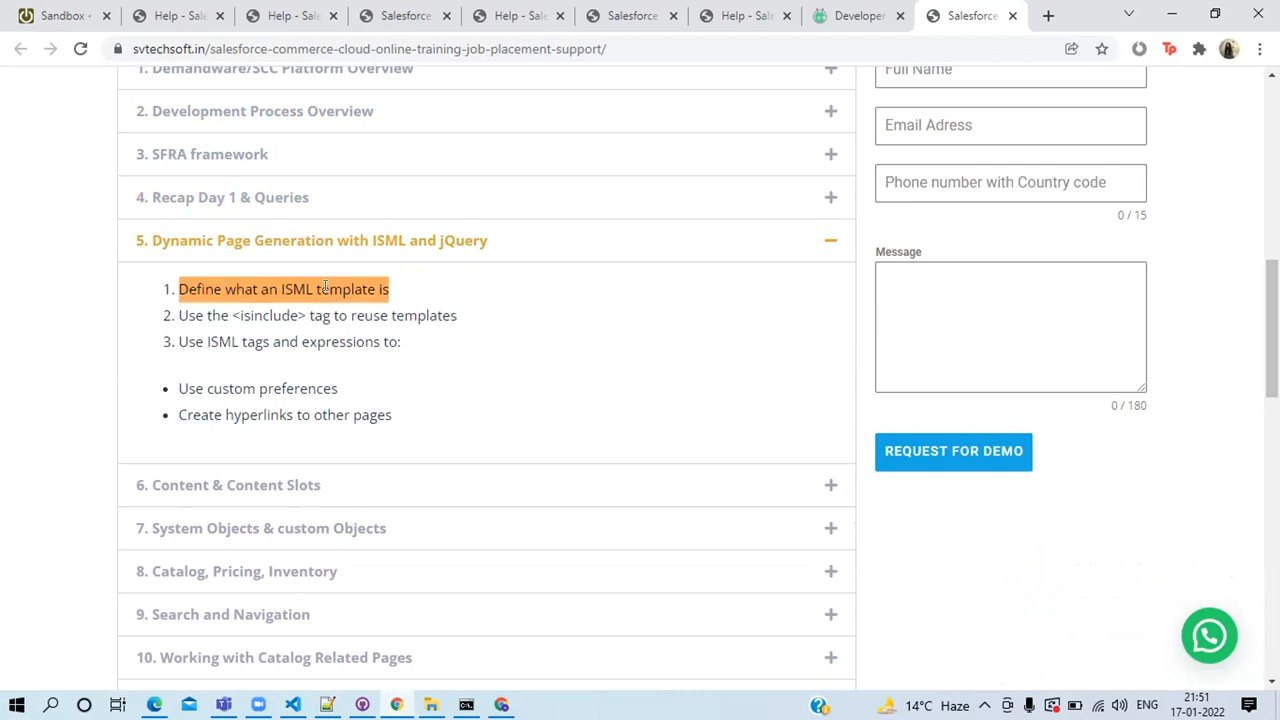 Sandbox -
Help - Sale
Help - Sale
Salesforce
Help - Sale
Salesforce
Help - Sal
Developer
Salesforce
svtechsoft.in/salesforce-commerce-cloud-online-training-job-placement-support/
1. Demandware/SCC Platform Overview
2. Development Process Overview
3. SFRA framework
4. Recap Day 1 & Queries
5. Dynamic Page Generation with ISML and jQuery
1. Define what an ISML template is
2. Use the <isinclude> tag to reuse templates
3. Use ISML tags and expressions to:
• Use custom preferences
• Create hyperlinks to other pages
6. Content & Content Slots
7. System Objects & custom Objects
8. Catalog, Pricing, Inventory
9. Search and Navigation
10. Working with Catalog Related Pages
Full Name
Email Adress
Phone number with Country code
0 / 15
Message
0 / 180
REQUEST FOR DEMO
14°C Haze
ENG
21:51
17-01-2022